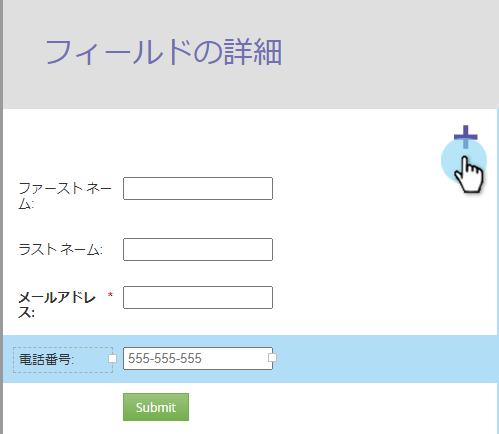 フィールドの詳細
ファースト ネー
ム:
ラスト ネーム:
メールアドレ *
ス:
電話番号: 555-555-555
Submit